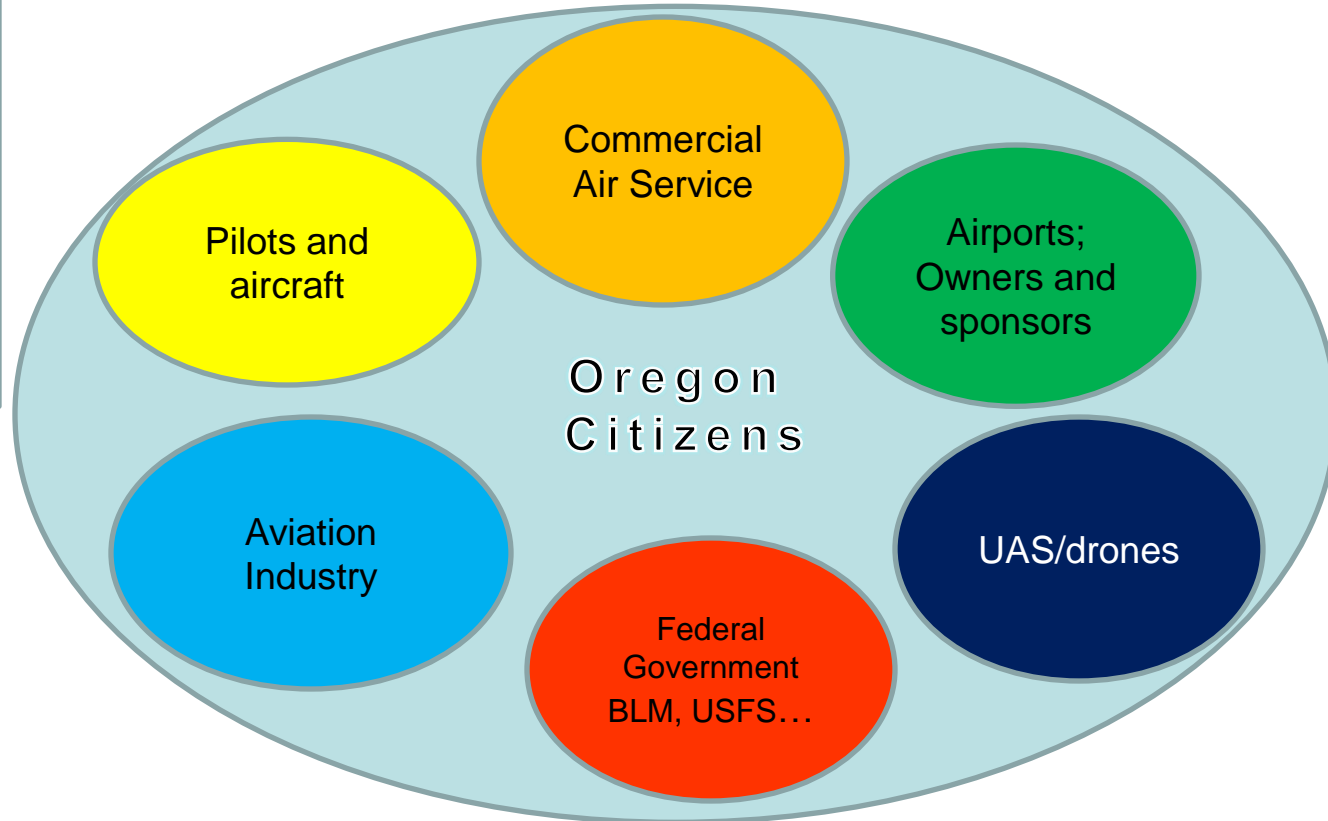 Commercial
Air Service
Pilots and
aircraft
Airports;
Owners and
sponsors
Oregon
Citizens
Aviation
Industry
UAS/drones
Federal
Government
BLM, USFS…